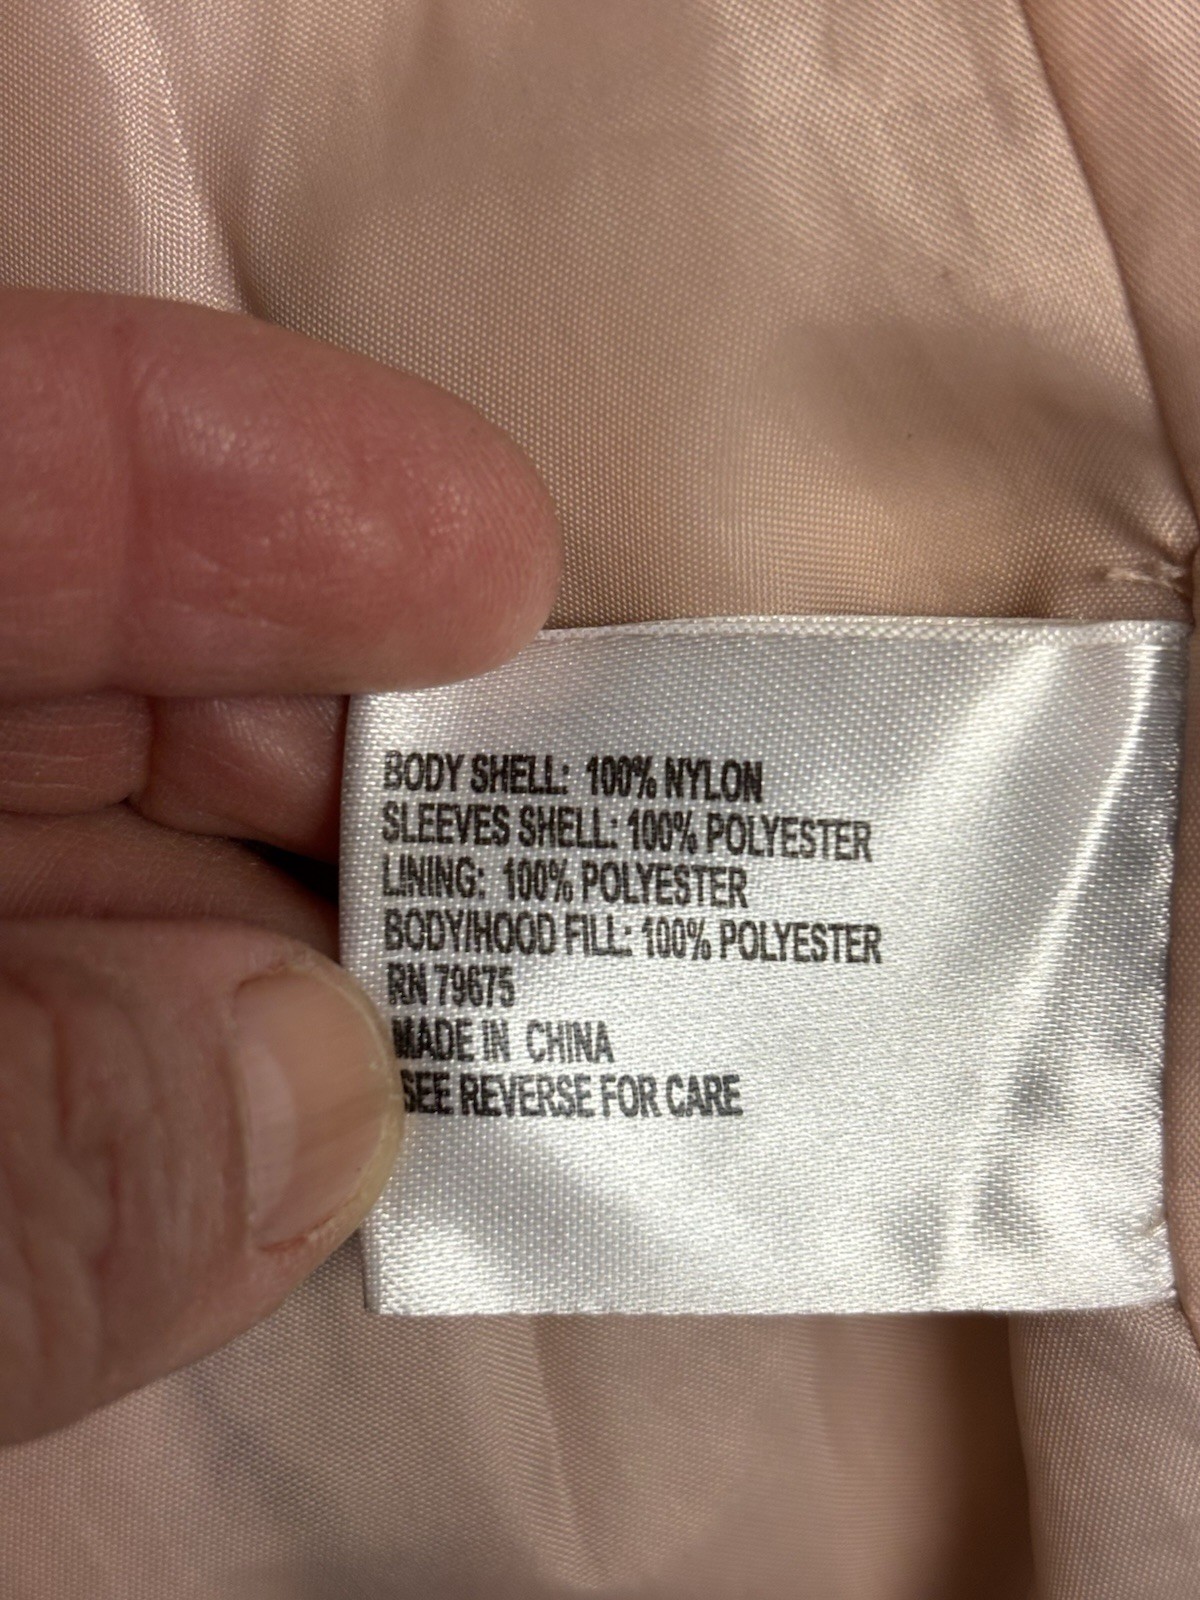 BODY SHELL: 100% NYLON
SLEEVES SHELL: 100% POLYESTER
LINING: 100% POLYESTER
BODY/HOOD FILL: 100% POLYESTER
RN 79675
MADE IN CHINA
SEE REVERSE FOR CARE